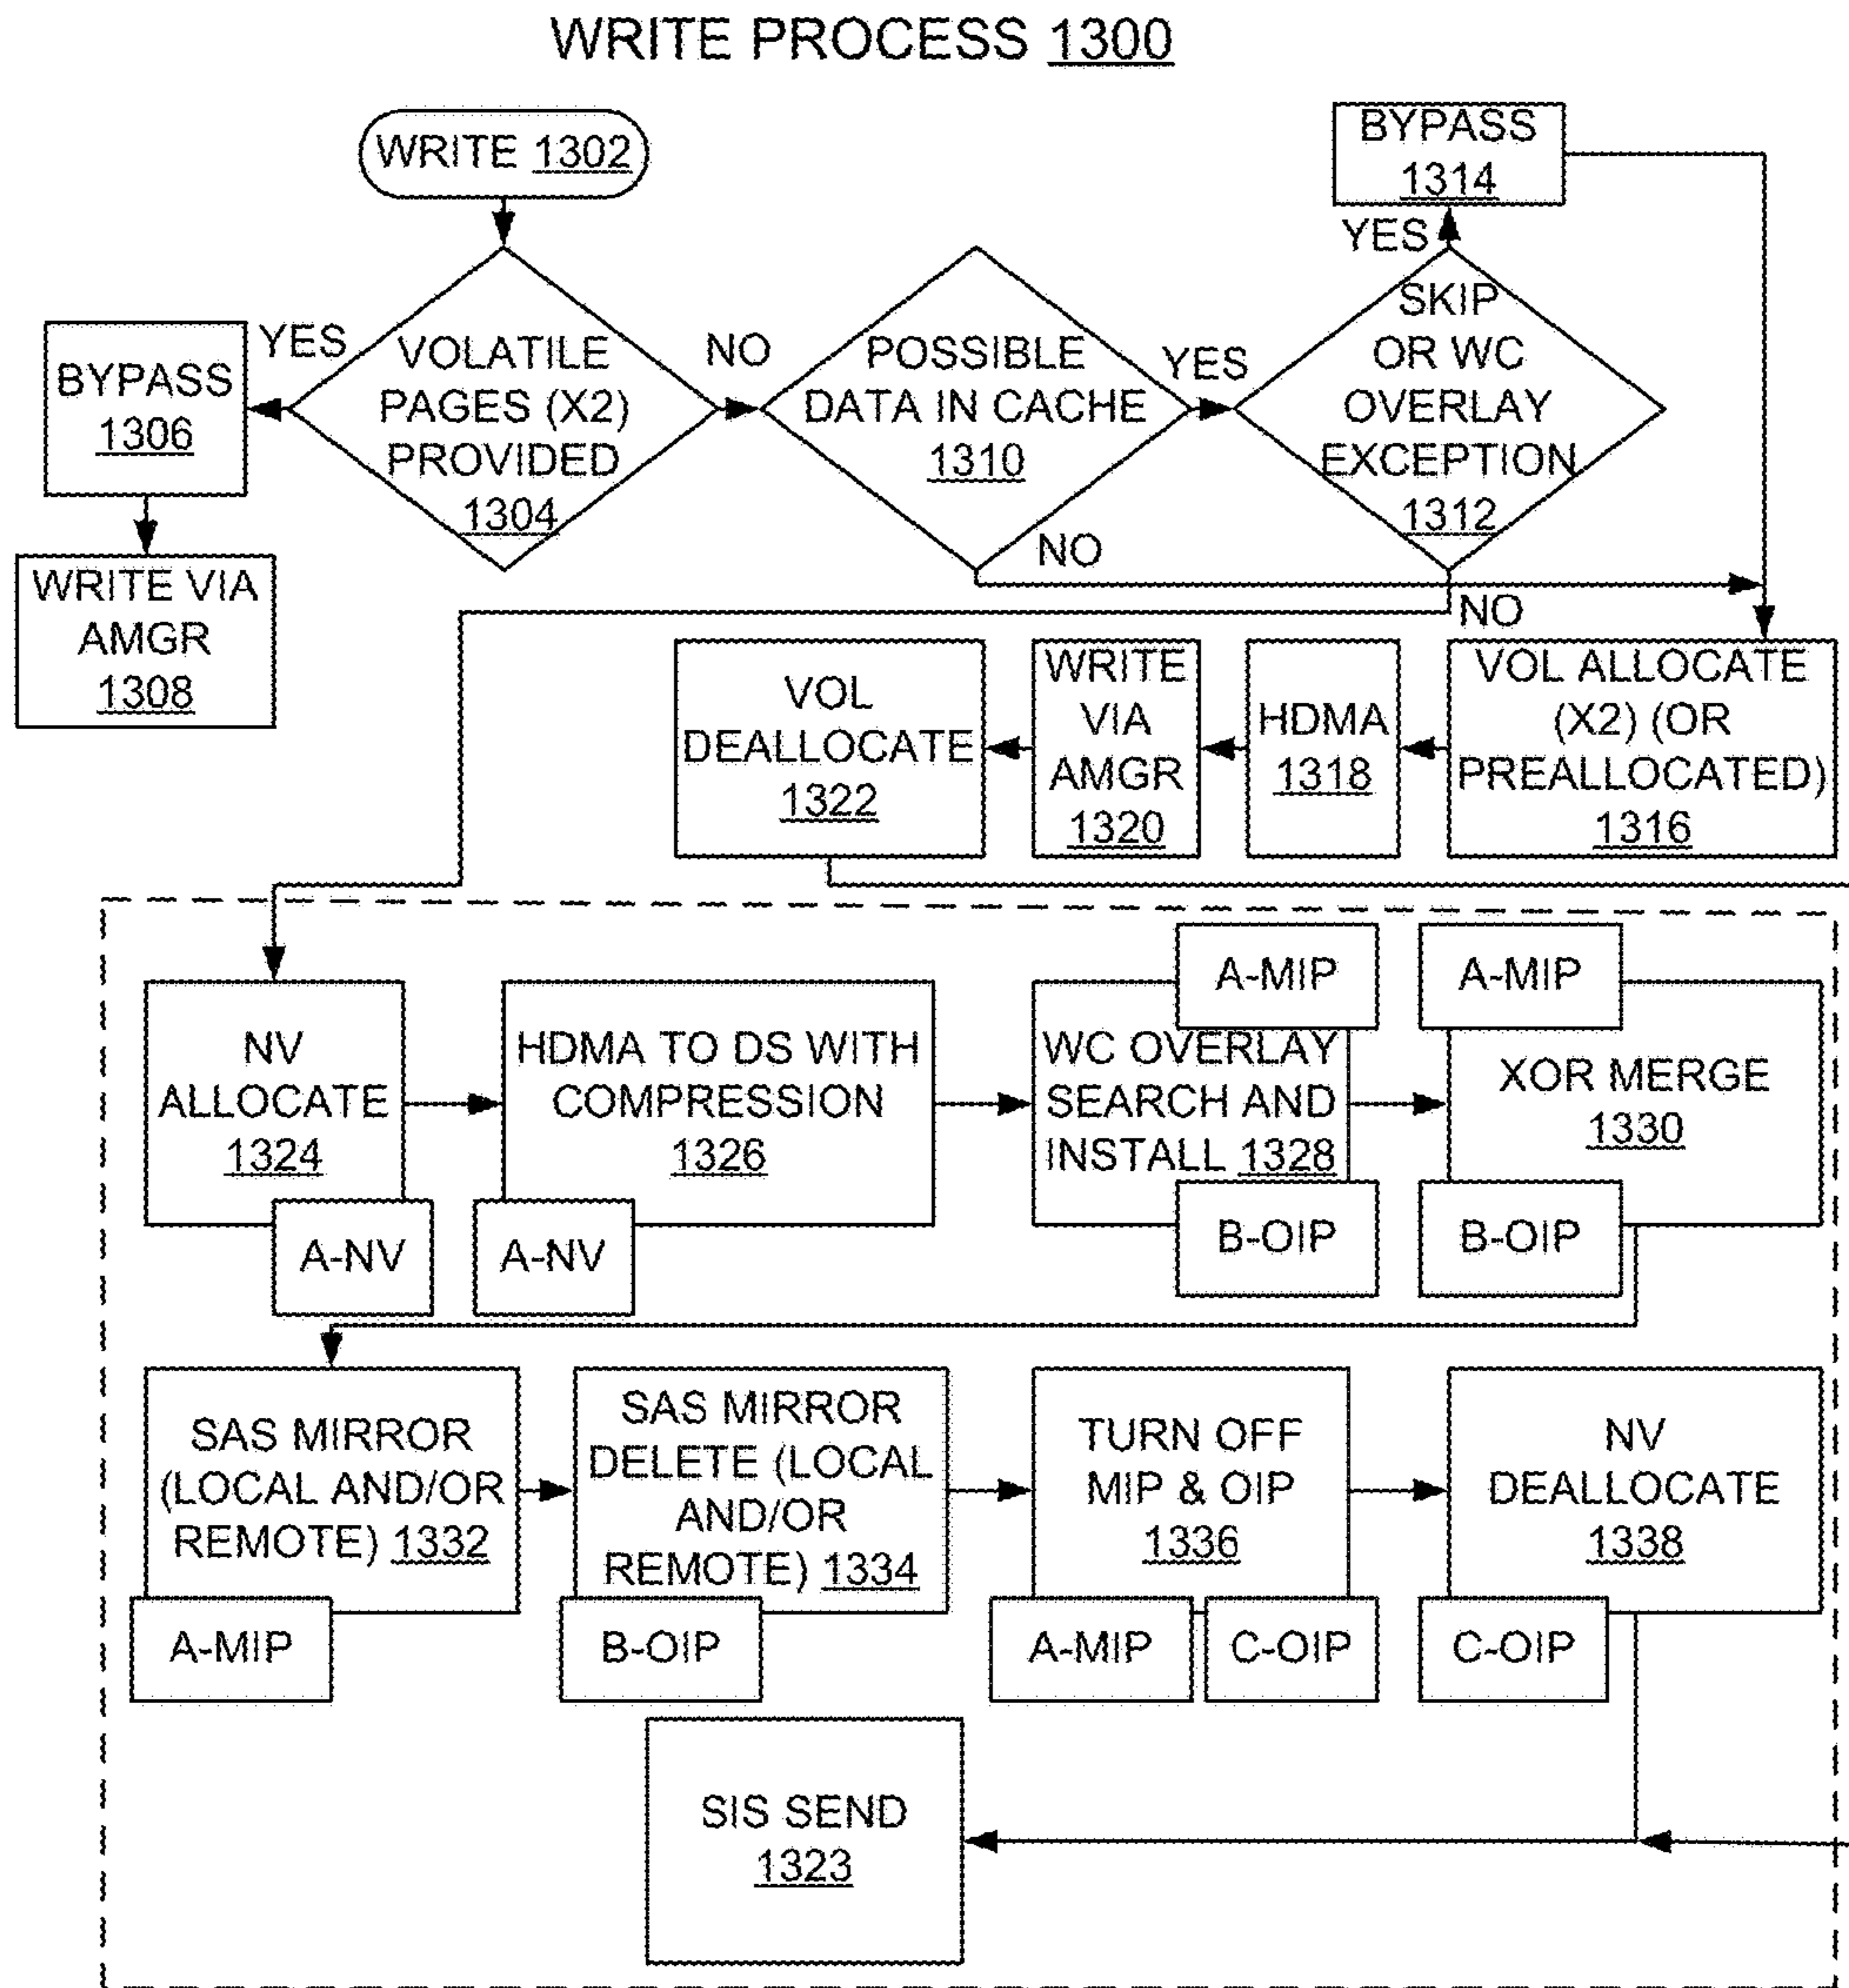 WRITE PROCESS 1300
WRITE 1302
BYPASS
1314
YES
VOLATILE
PAGES (X2)
PROVIDED
1304
YES
BYPASS
1306
WRITE VIA
AMGR
1308
NO
POSSIBLE
DATA IN CACHE
1310
YES
SKIP
OR WC
OVERLAY
EXCEPTION
1312
NO
NO
VOL ALLOCATE
(X2) (OR
PREALLOCATED)
1316
HDMA
1318
WRITE
VIA
AMGR
1320
VOL
DEALLOCATE
1322
NV
ALLOCATE
1324
A-NV
HDMA TO DS WITH
COMPRESSION
1326
A-NV
A-MIP
WC OVERLAY
SEARCH AND
INSTALL 1328
B-OIP
A-MIP
XOR MERGE
1330
B-OIP
SAS MIRROR
(LOCAL AND/OR
REMOTE) 1332
A-MIP
SAS MIRROR
DELETE (LOCAL
AND/OR
REMOTE) 1334
B-OIP
TURN OFF
MIP & OIP
1336
A-MIP
C-OIP
NV
DEALLOCATE
1338
C-OIP
SIS SEND
1323